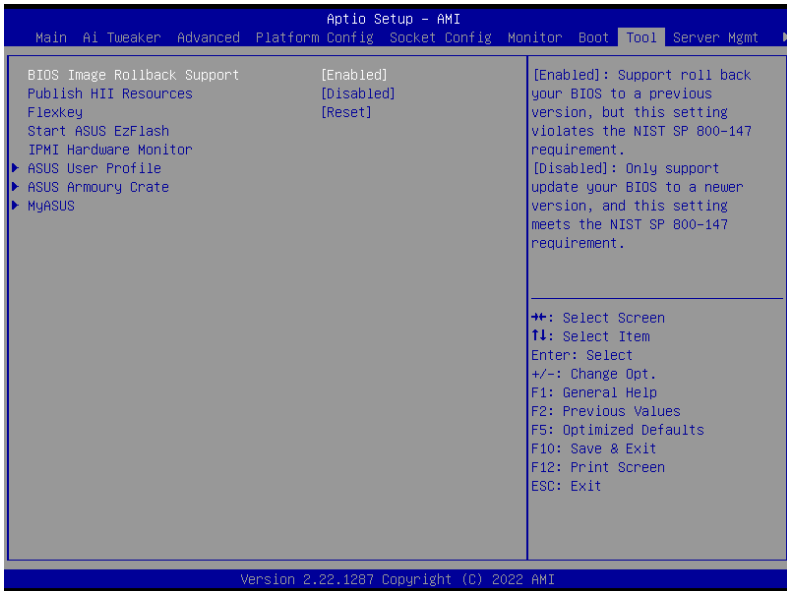 Aptio Setup – AMI
Main Ai Tweaker Advanced Platform Config Socket Config Monitor Boot Tool Server Mgmt
BIOS Image Rollback Support [Enabled]
Publish HII Resources [Disabled]
Flexkey [Reset]
Start ASUS EzFlash
IPMI Hardware Monitor
ASUS User Profile
ASUS Armoury Crate
MyASUS
[Enabled]: Support roll back
your BIOS to a previous
version, but this setting
violates the NIST SP 800-147
requirement.
[Disabled]: Only support
update your BIOS to a newer
version, and this setting
meets the NIST SP 800-147
requirement.
→←: Select Screen
↑↓: Select Item
Enter: Select
+/-: Change Opt.
F1: General Help
F2: Previous Values
F5: Optimized Defaults
F10: Save & Exit
F12: Print Screen
ESC: Exit
Version 2.22.1287 Copyright (C) 2022 AMI